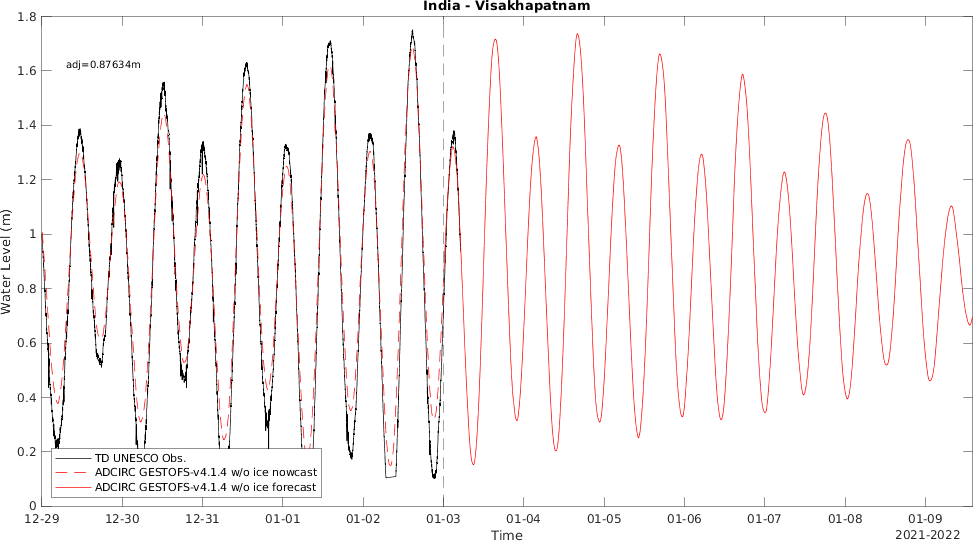 India - Visakhapatnam
1.8
1.6
1.4
1.2
1
0.8
0.6
0.4
0.2
0
Water Level (m)
adj=0.87634m
TD UNESCO Obs.
ADCIRC GESTOFS-v4.1.4 w/o ice nowcast
ADCIRC GESTOFS-v4.1.4 w/o ice forecast
12-29 12-30 12-31 01-01 01-02 01-03 01-04 01-05 01-06 01-07 01-08 01-09
Time
2021-2022